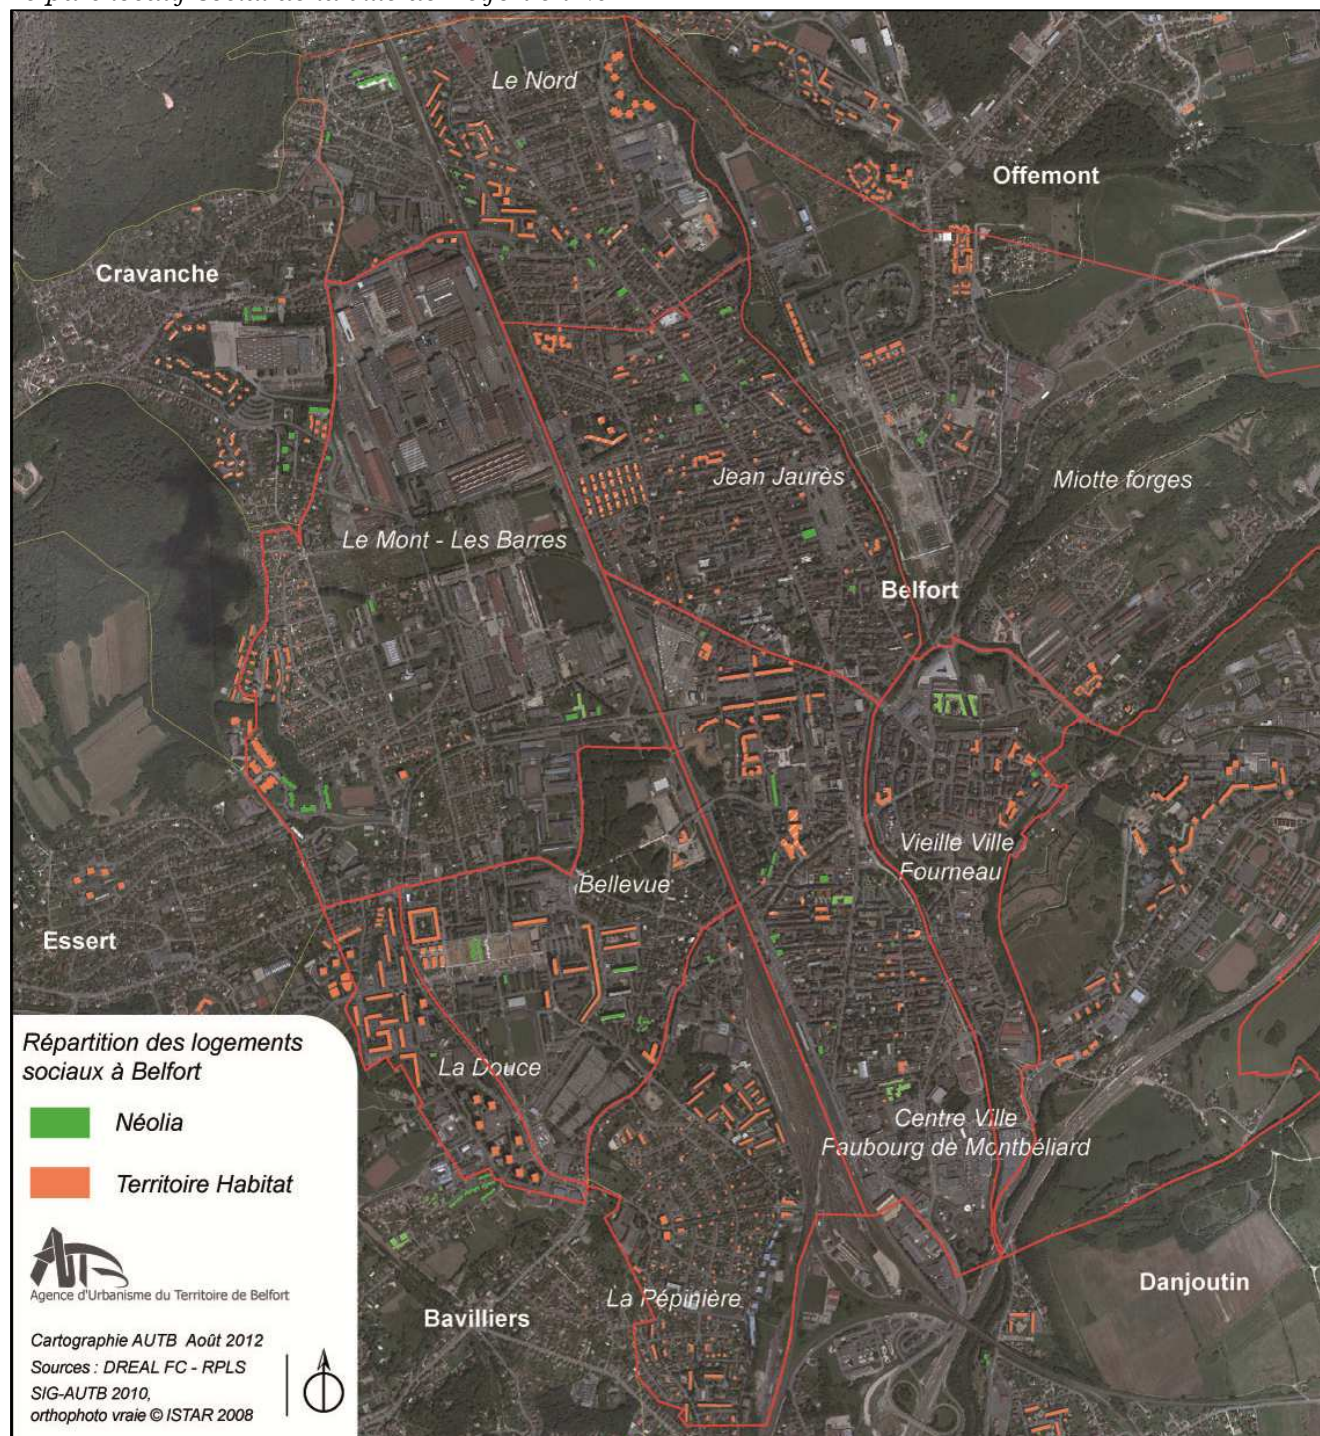 Le Nord
Offemont
Cravanche
Jean Jaurès
Miotte forges
Le Mont - Les Barres
Belfort
Vieille Ville
Fourneau
Bellevue
Essert
La Douce
Centre Ville
Faubourg de Montbéliard
Danjoutin
La Pépinière
Bavilliers
Répartition des logements
sociaux à Belfort
Néolia
Territoire Habitat
AUTB
Agence d'Urbanisme du Territoire de Belfort
Cartographie AUTB Août 2012
Sources : DREAL FC - RPLS
SIG-AUTB 2010,
orthophoto vraie © ISTAR 2008